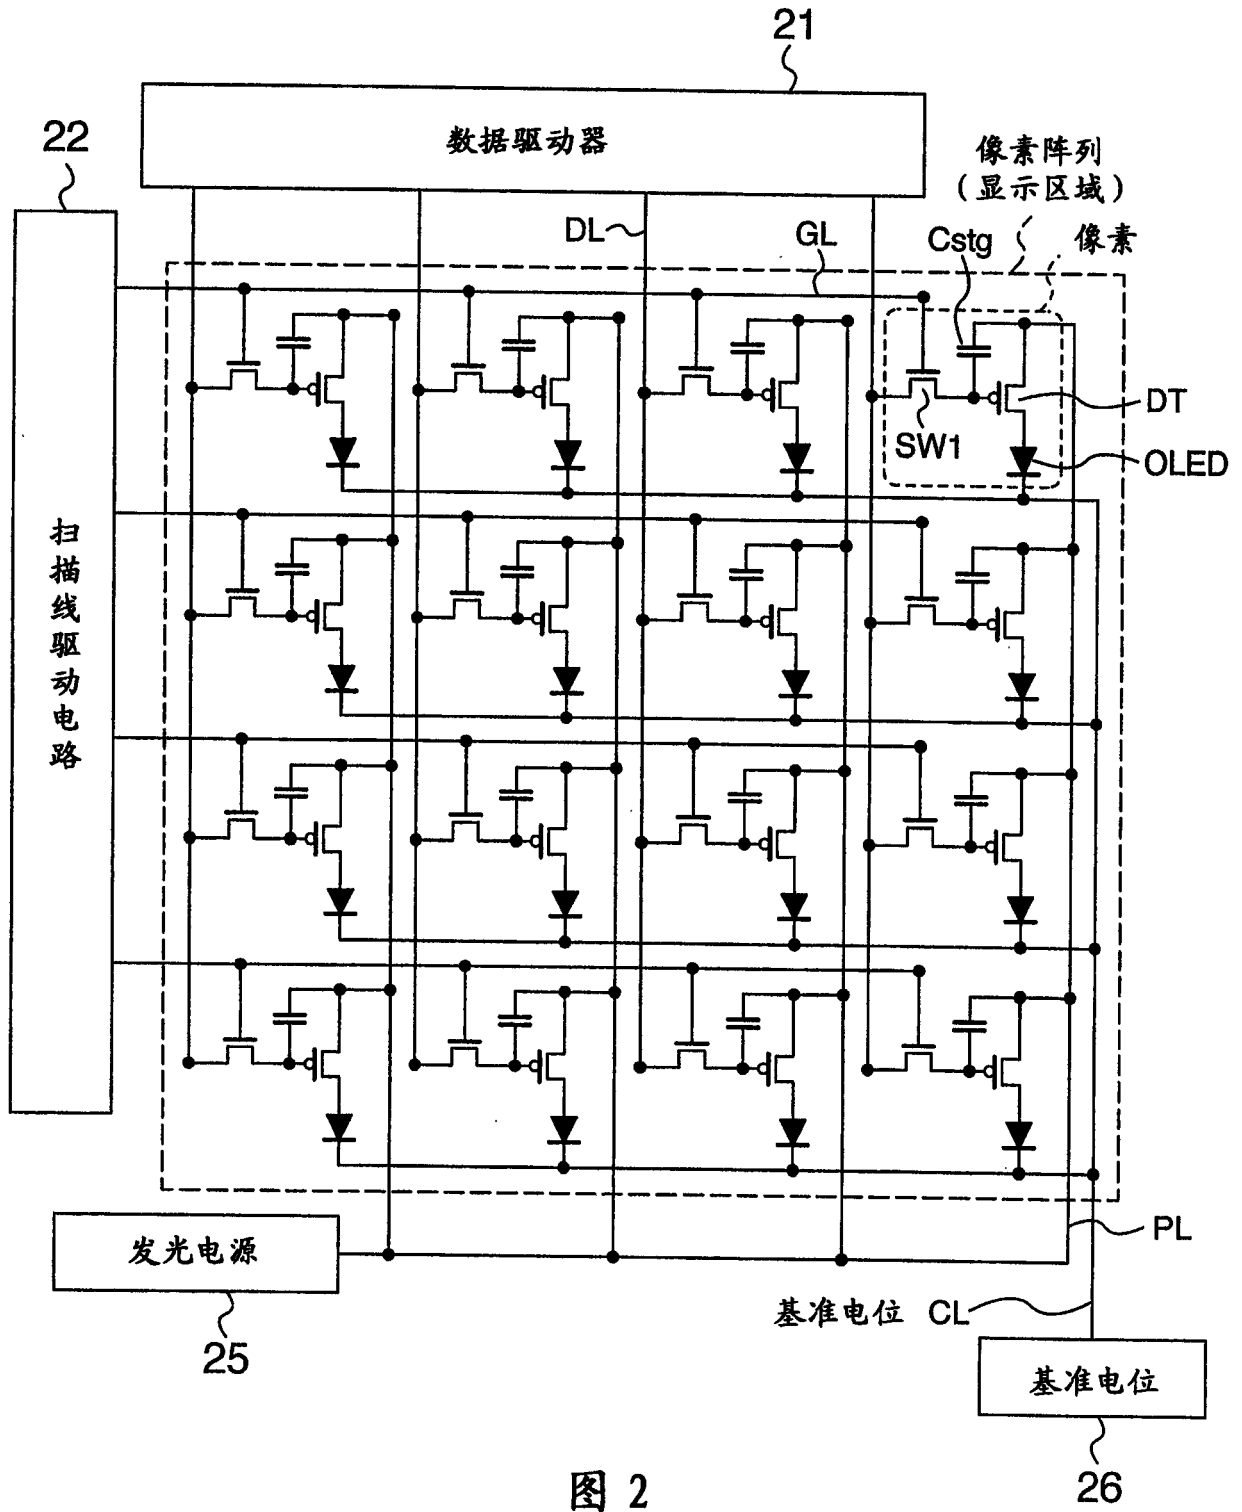 21
数据驱动器
22
像素阵列
(显示区域)
像素
DL
GL
Cstg
DT
SW1
OLED
扫描线驱动电路
发光电源
PL
基准电位 CL
25
基准电位
26
图 2